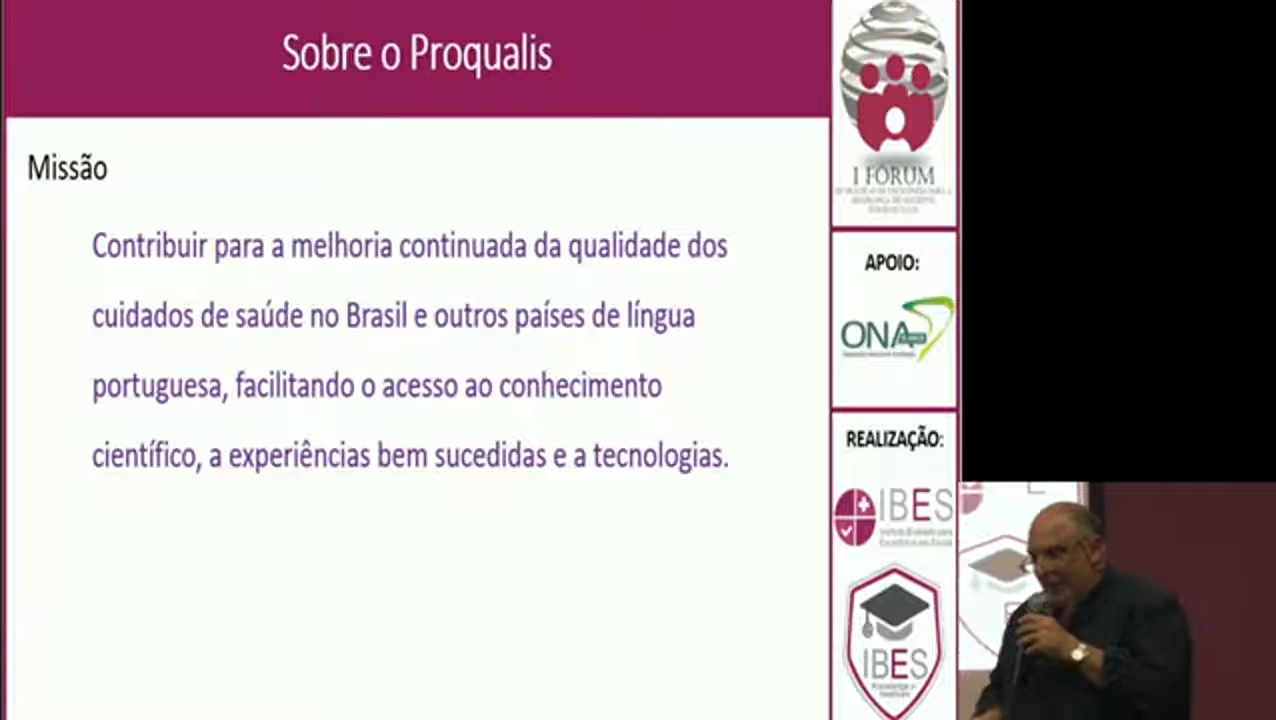 Sobre o Proqualis
Missão
Contribuir para a melhoria continuada da qualidade dos
cuidados de saúde no Brasil e outros países de língua
portuguesa, facilitando o acesso ao conhecimento
científico, a experiências bem sucedidas e a tecnologias.
I FÓRUM
APOIO:
ONA
REALIZAÇÃO:
IBES
IBES